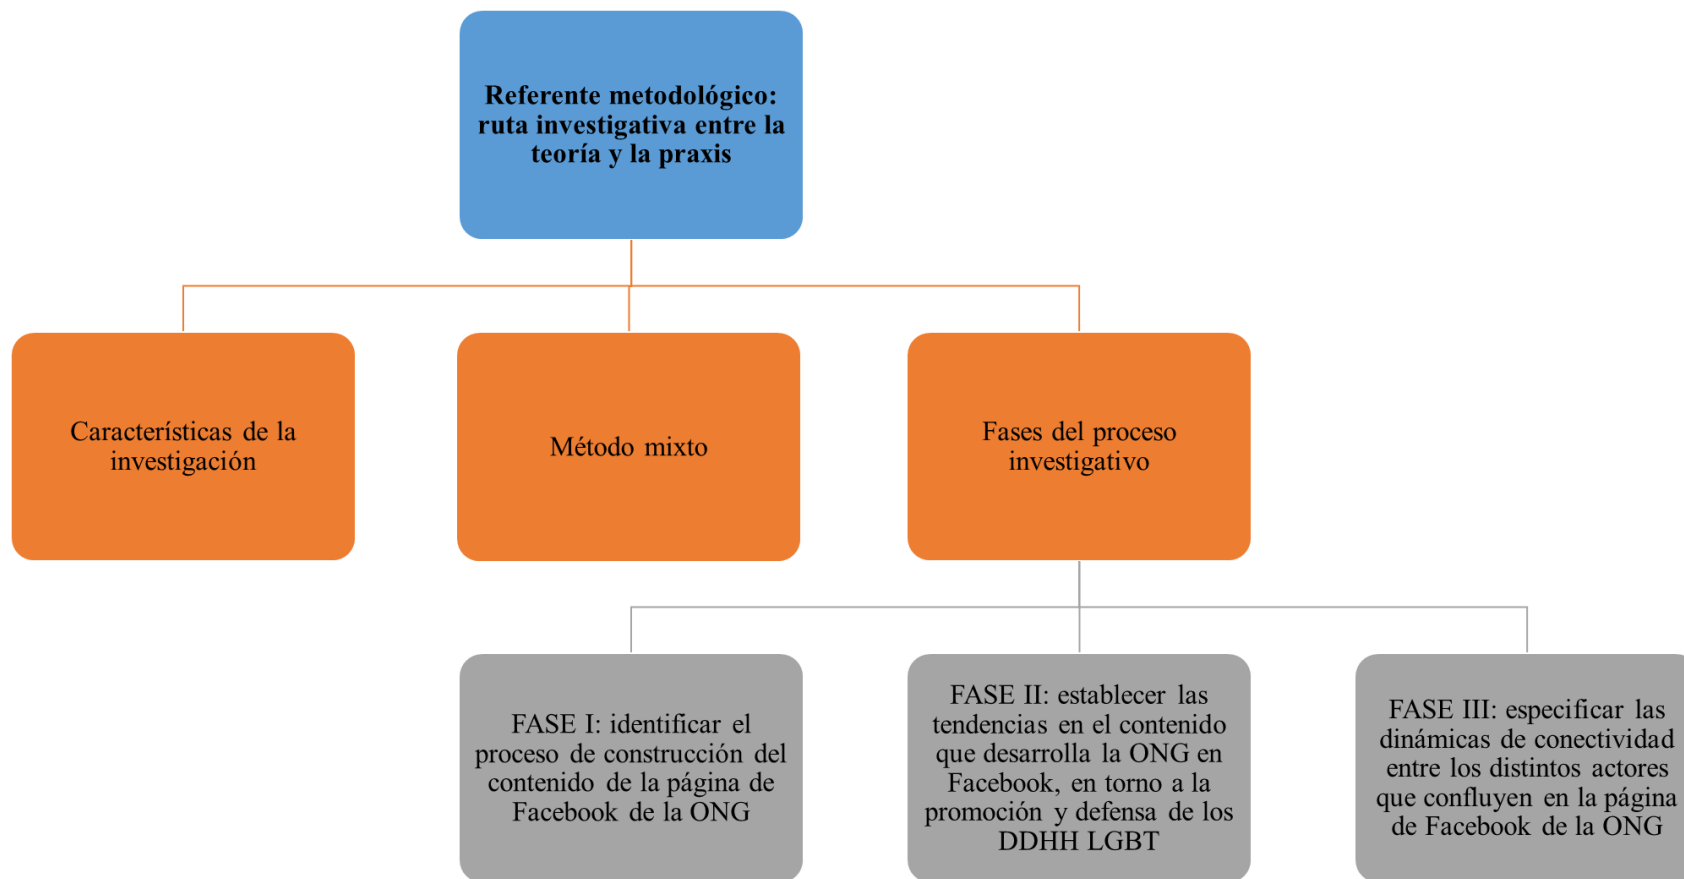 Referente metodológico:
ruta investigativa entre la
teoría y la praxis
Características de la
investigación
Método mixto
Fases del proceso
investigativo
FASE I: identificar el
proceso de construcción del
contenido de la página de
Facebook de la ONG
FASE II: establecer las
tendencias en el contenido
que desarrolla la ONG en
Facebook, en torno a la
promoción y defensa de los
DDHH LGBT
FASE III: especificar las
dinámicas de conectividad
entre los distintos actores
que confluyen en la página
de Facebook de la ONG